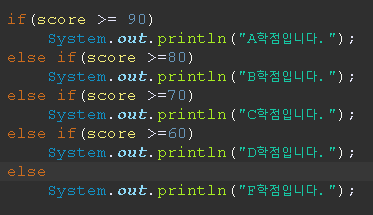 if(score >= 90)
    System.out.println("A학점입니다.");
else if(score >=80)
    System.out.println("B학점입니다.");
else if(score >=70)
    System.out.println("C학점입니다.");
else if(score >=60)
    System.out.println("D학점입니다.");
else
    System.out.println("F학점입니다.");